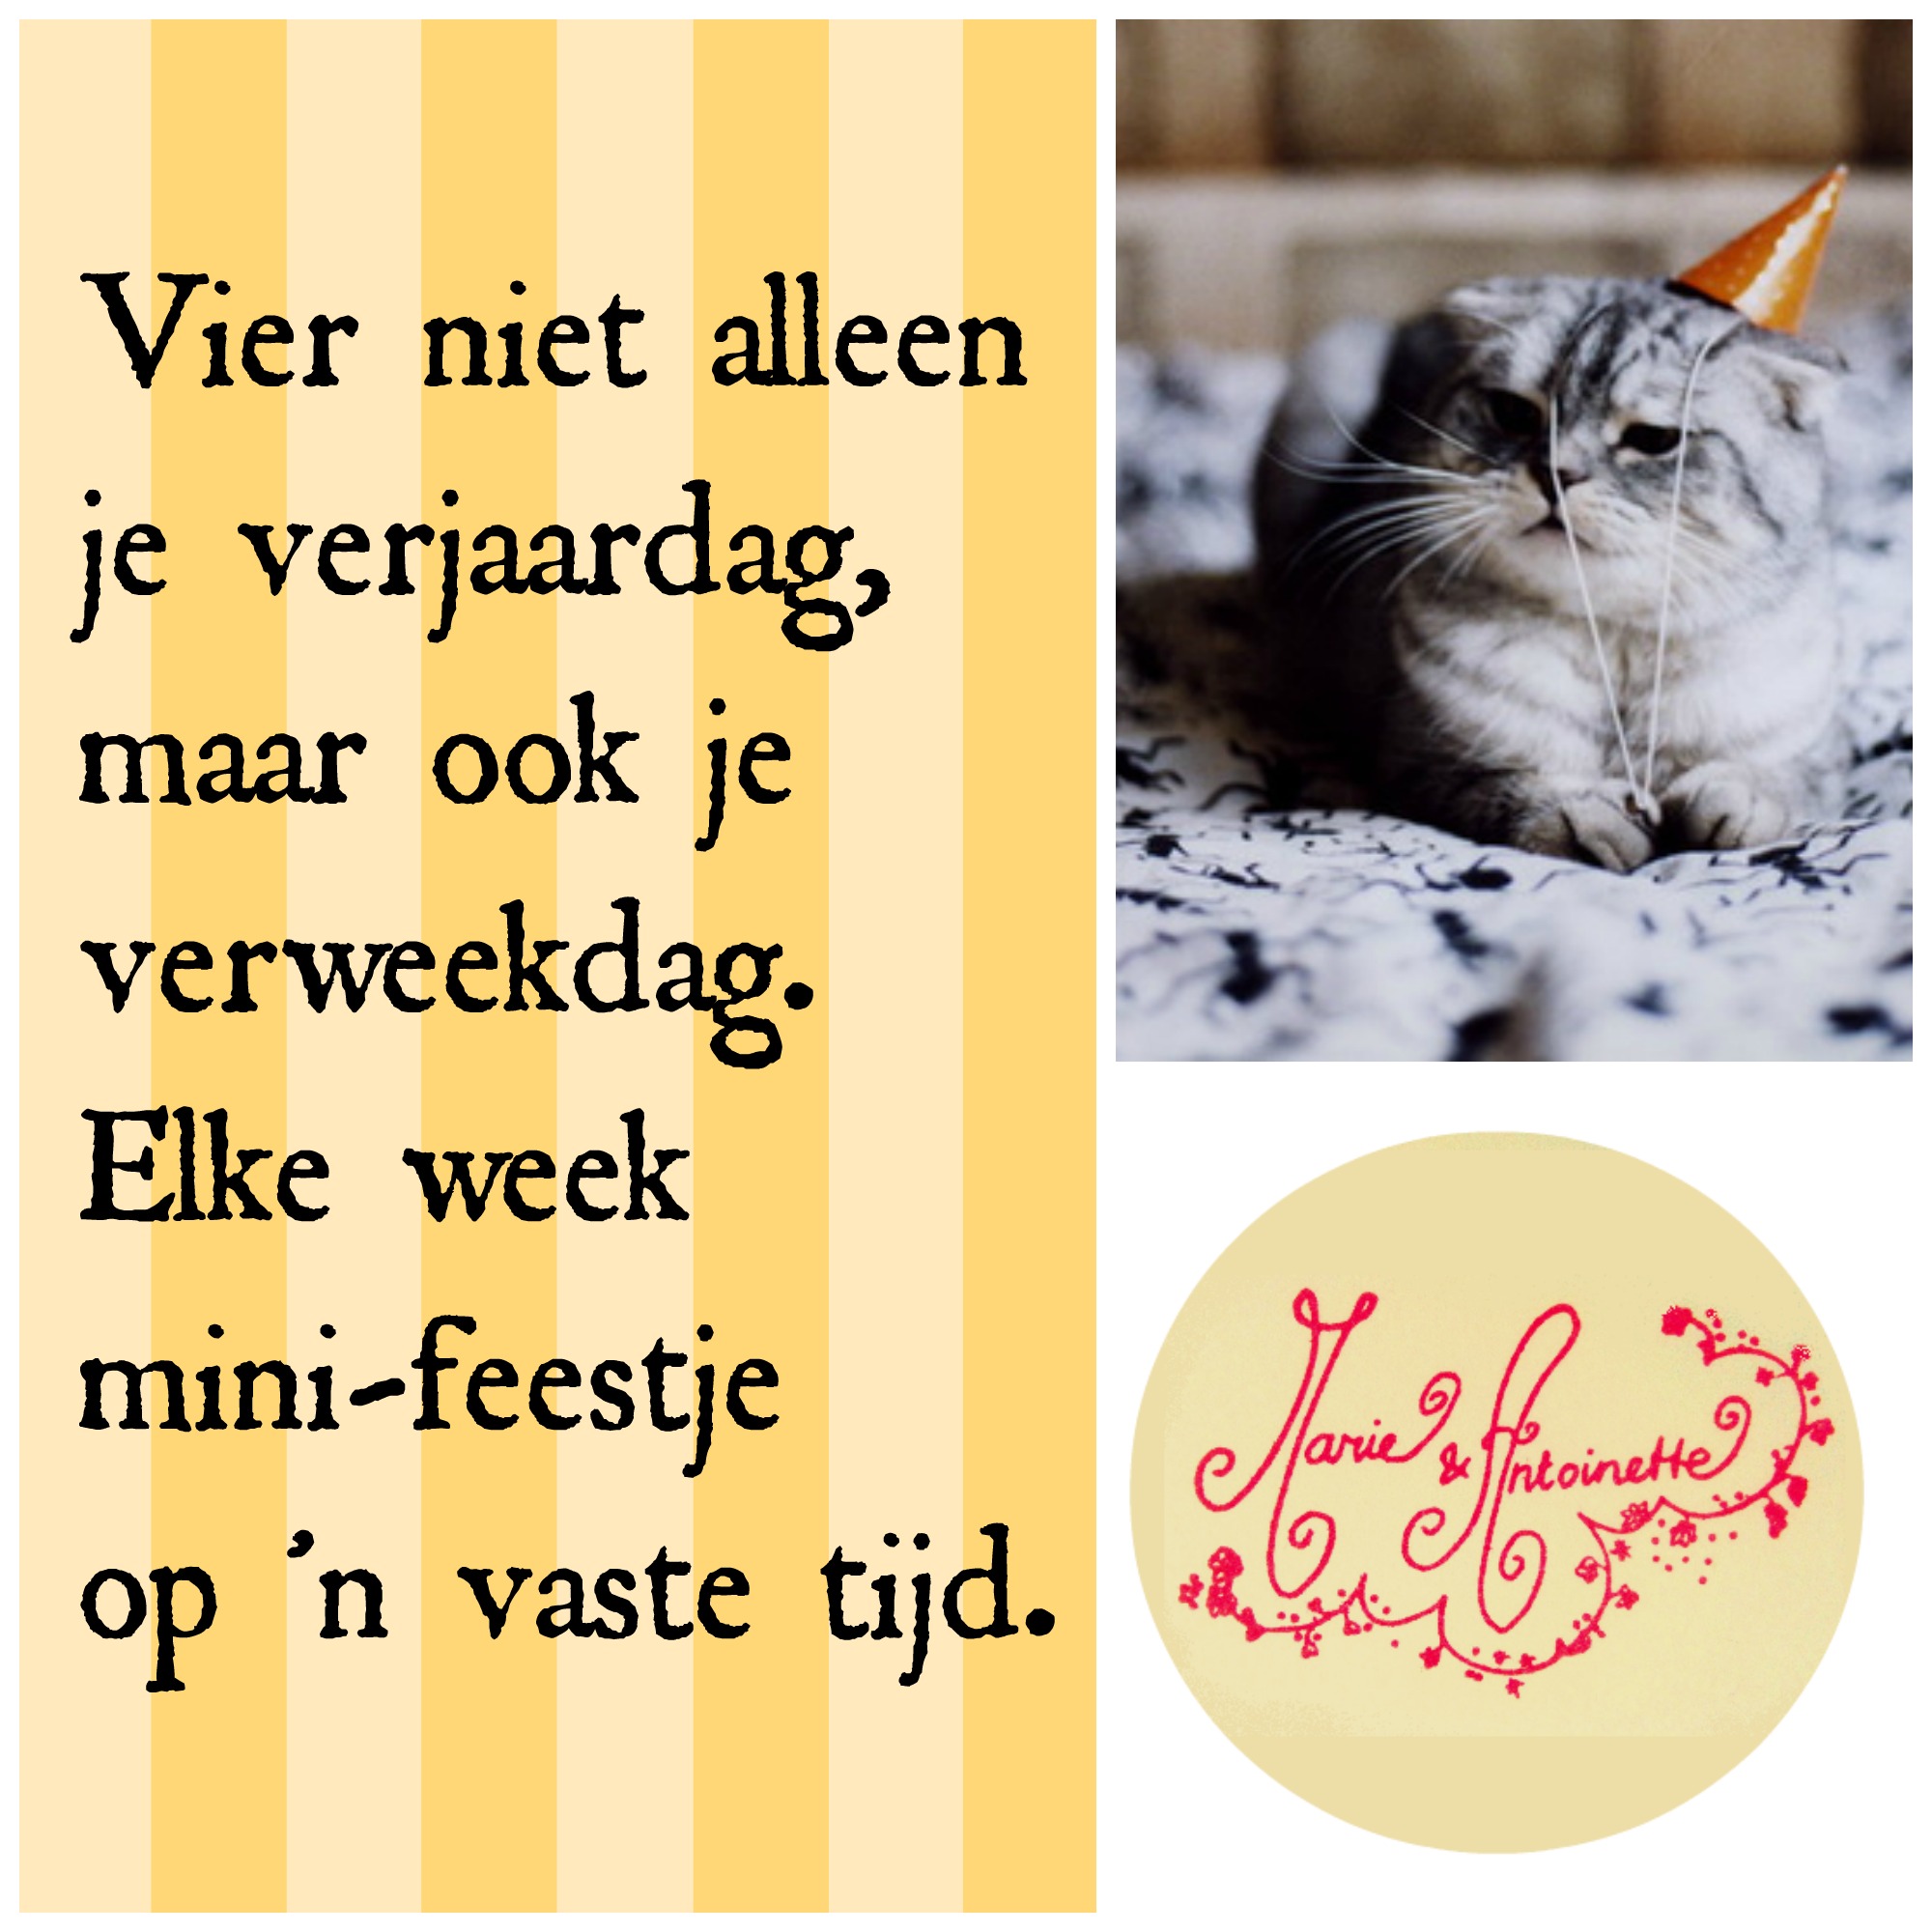 Vier niet alleen
je verjaardag,
maar ook je
verweekdag.
Elke week
mini-feestje
op 'n vaste tijd.
Marie & Antoinette